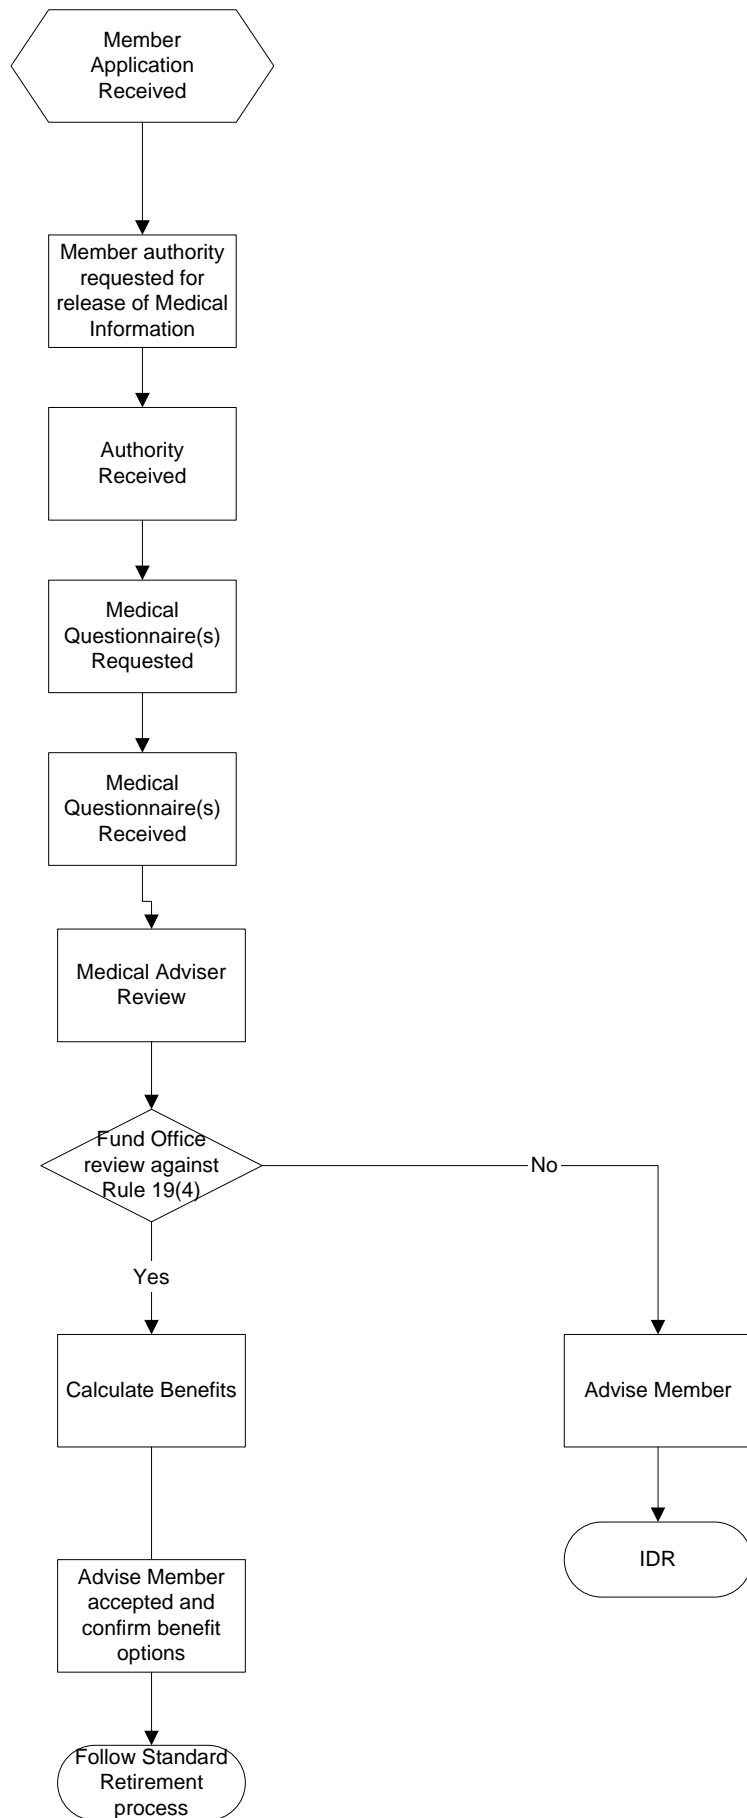 Member
Application
Received
Member authority
requested for
release of Medical
Information
Authority
Received
Medical
Questionnaire(s)
Requested
Medical
Questionnaire(s)
Received
Medical Adviser
Review
Fund Office
review against
Rule 19(4)
No
Yes
Calculate Benefits
Advise Member
IDR
Advise Member
accepted and
confirm benefit
options
Follow Standard
Retirement
process